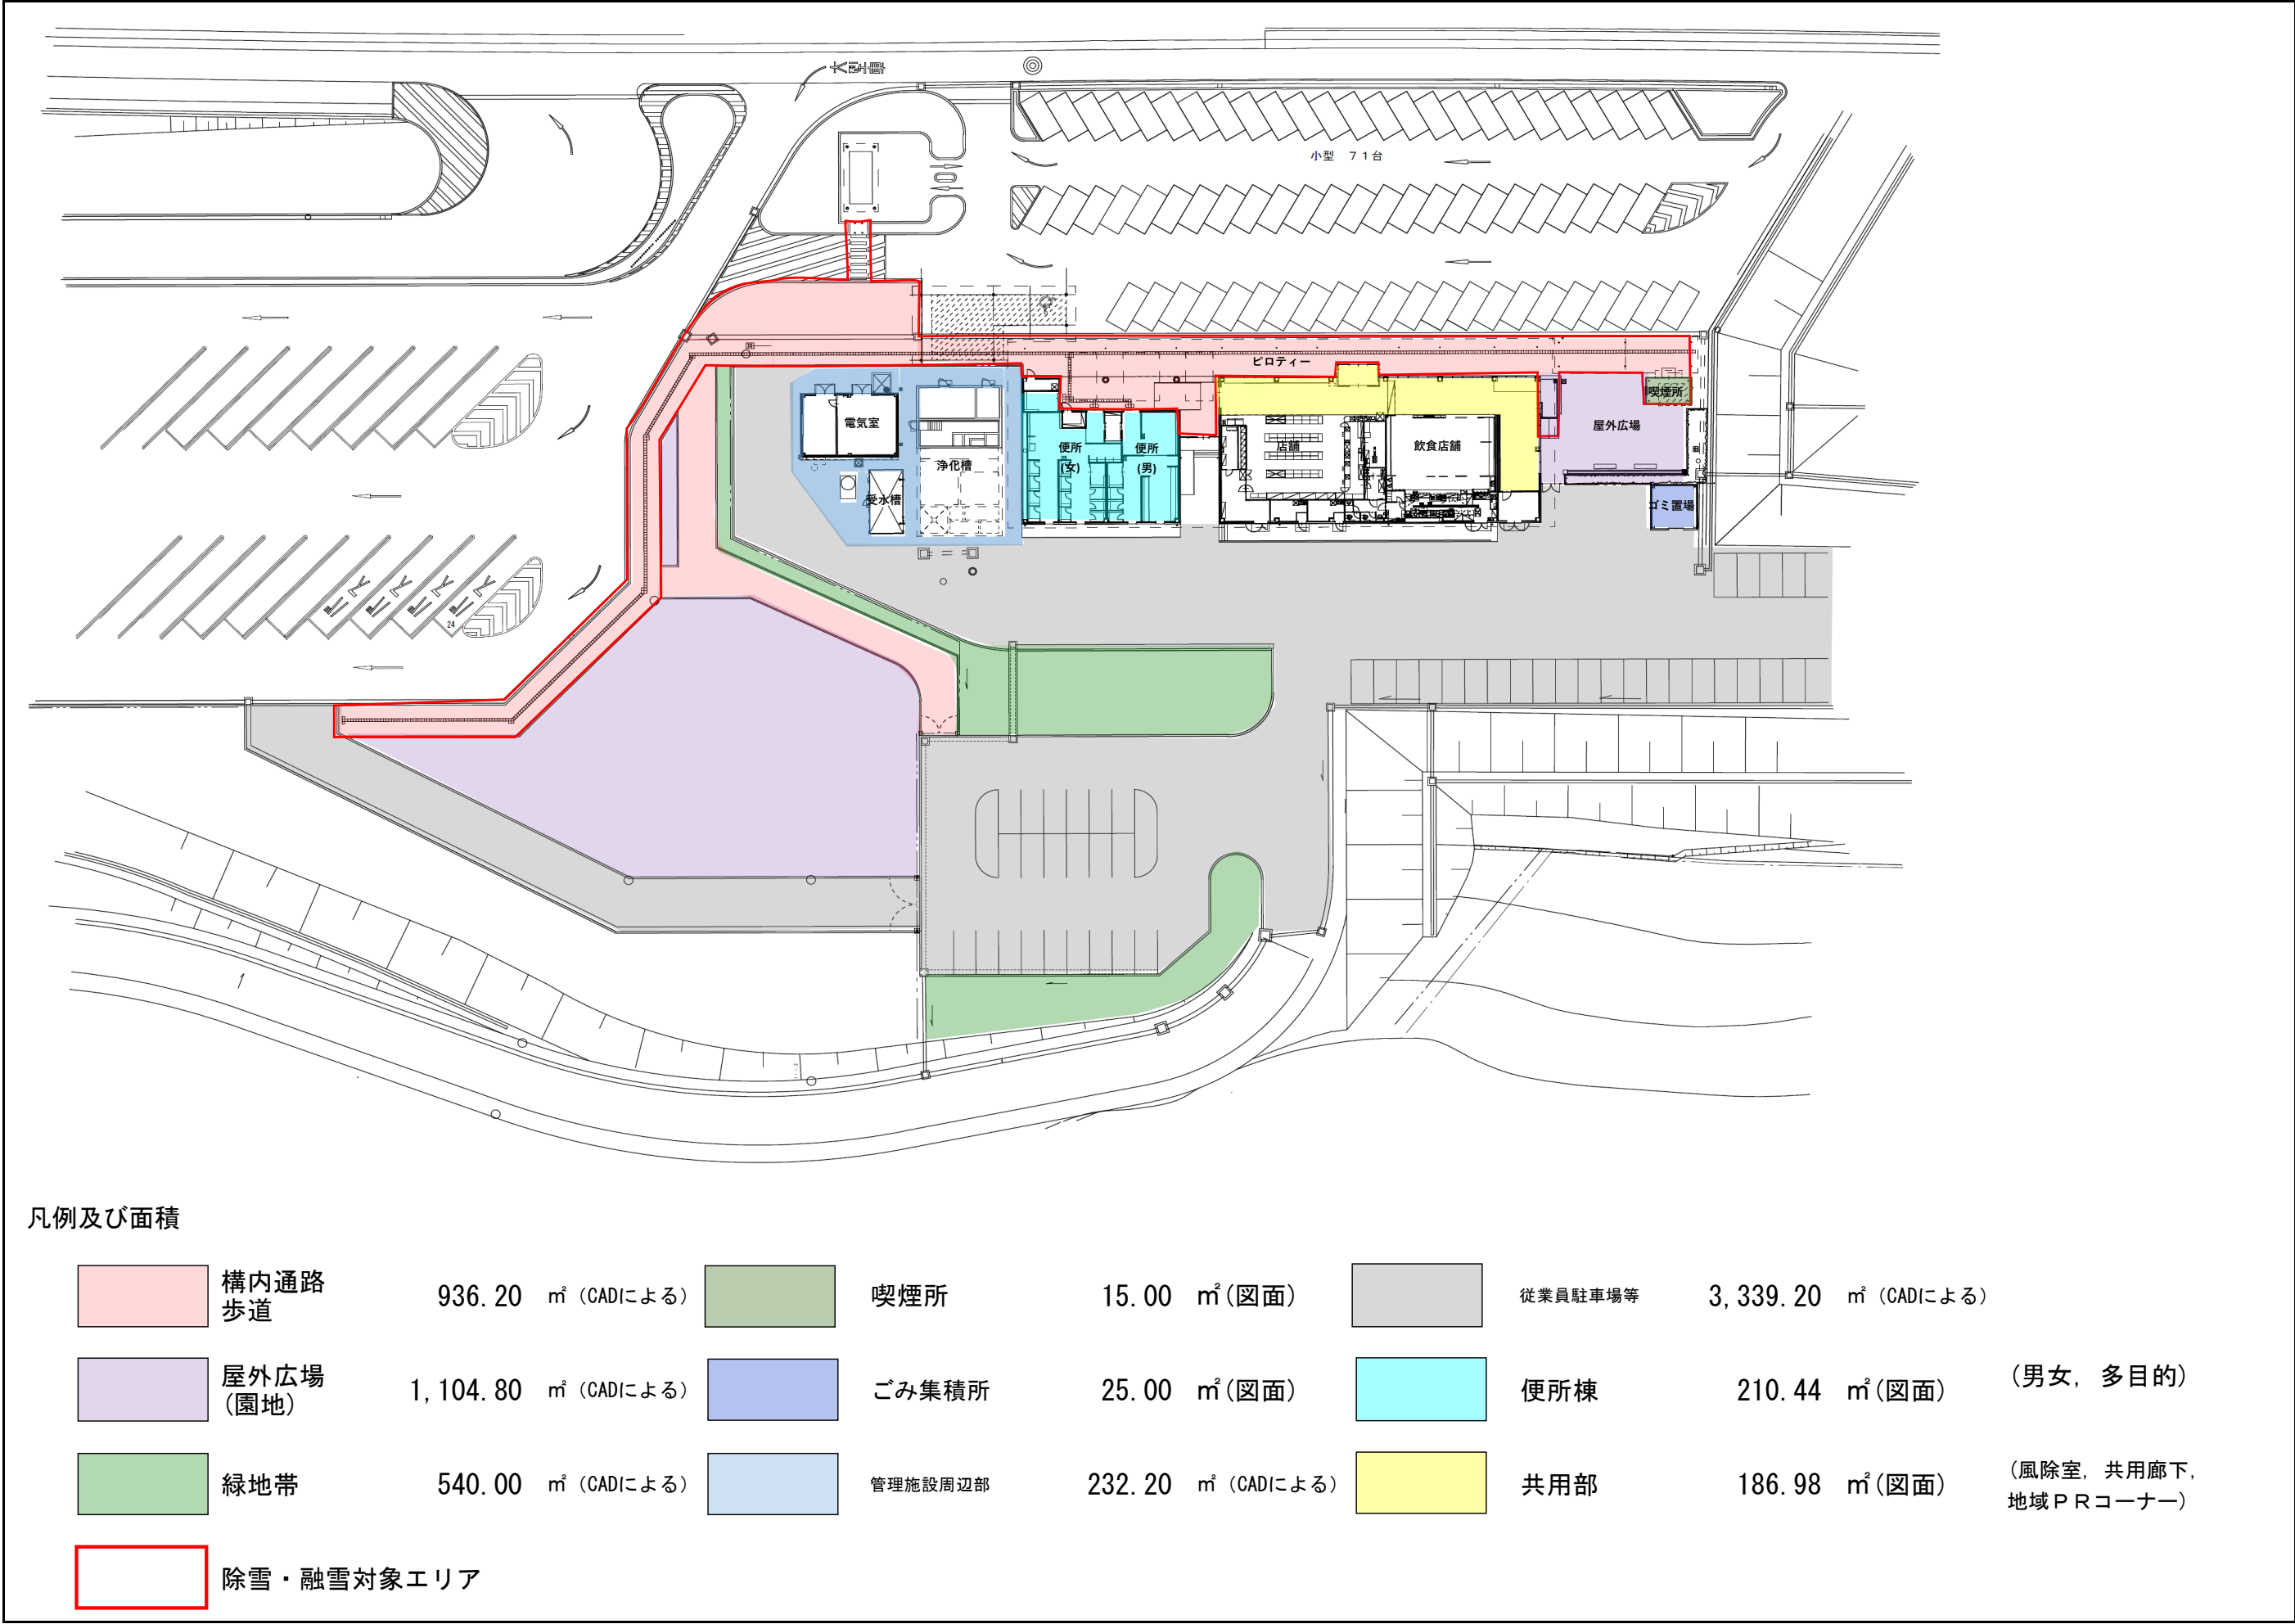 大型車
小型 71台
ピロティー
喫煙所
電気室
便所
(女)
便所
(男)
店舗
飲食店舗
屋外広場
浄化槽
受水槽
ゴミ置場
24
凡例及び面積
構内通路
歩道
936.20 ㎡（CADによる）
喫煙所 15.00 ㎡(図面)
従業員駐車場等 3,339.20 ㎡（CADによる）
屋外広場
(園地)
1,104.80 ㎡（CADによる）
ごみ集積所 25.00 ㎡(図面)
便所棟 210.44 ㎡(図面)
(男女, 多目的)
緑地帯 540.00 ㎡（CADによる）
管理施設周辺部 232.20 ㎡（CADによる）
共用部 186.98 ㎡(図面)
(風除室, 共用廊下,
地域ＰＲコーナー)
除雪・融雪対象エリア